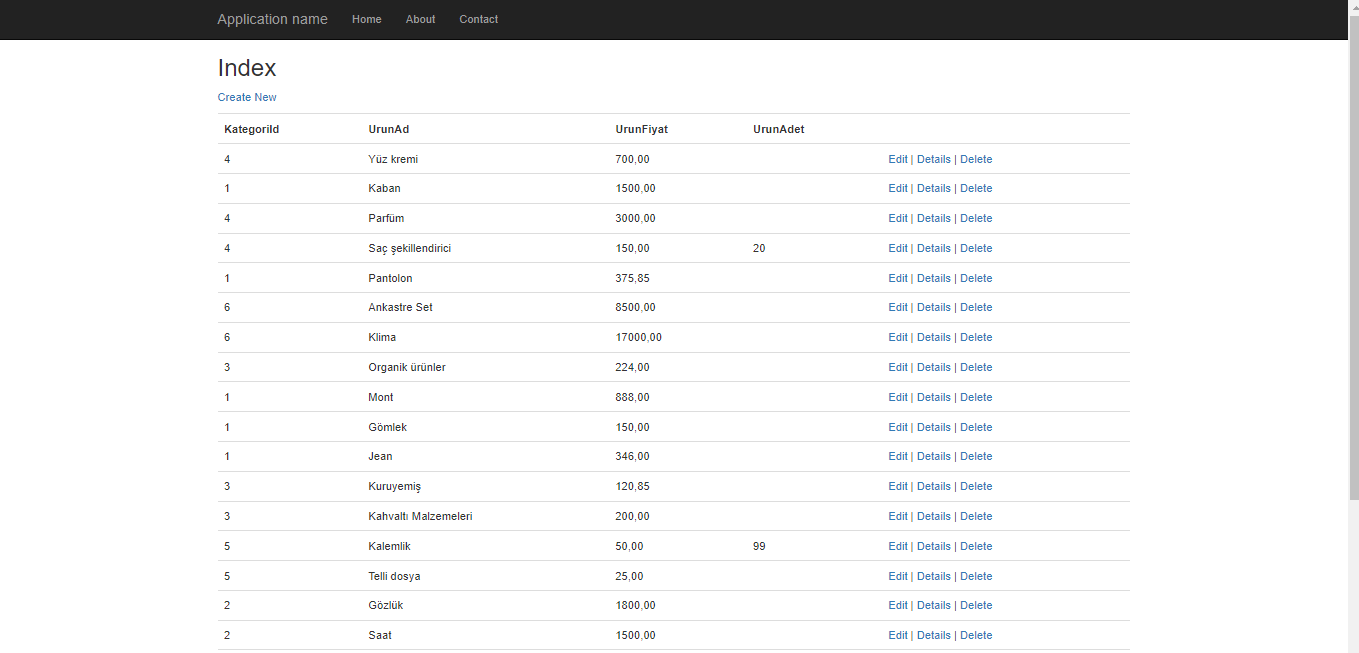 Application name Home About Contact
Index
Create New
KategoriId UrunAd UrunFiyat UrunAdet
4 Yüz kremi 700,00 Edit | Details | Delete
1 Kaban 1500,00 Edit | Details | Delete
4 Parfüm 3000,00 Edit | Details | Delete
4 Saç şekillendirici 150,00 20 Edit | Details | Delete
1 Pantolon 375,85 Edit | Details | Delete
6 Ankastre Set 8500,00 Edit | Details | Delete
6 Klima 17000,00 Edit | Details | Delete
3 Organik ürünler 224,00 Edit | Details | Delete
1 Mont 888,00 Edit | Details | Delete
1 Gömlek 150,00 Edit | Details | Delete
1 Jean 346,00 Edit | Details | Delete
3 Kuruyemiş 120,85 Edit | Details | Delete
3 Kahvaltı Malzemeleri 200,00 Edit | Details | Delete
5 Kalemlik 50,00 99 Edit | Details | Delete
5 Telli dosya 25,00 Edit | Details | Delete
2 Gözlük 1800,00 Edit | Details | Delete
2 Saat 1500,00 Edit | Details | Delete